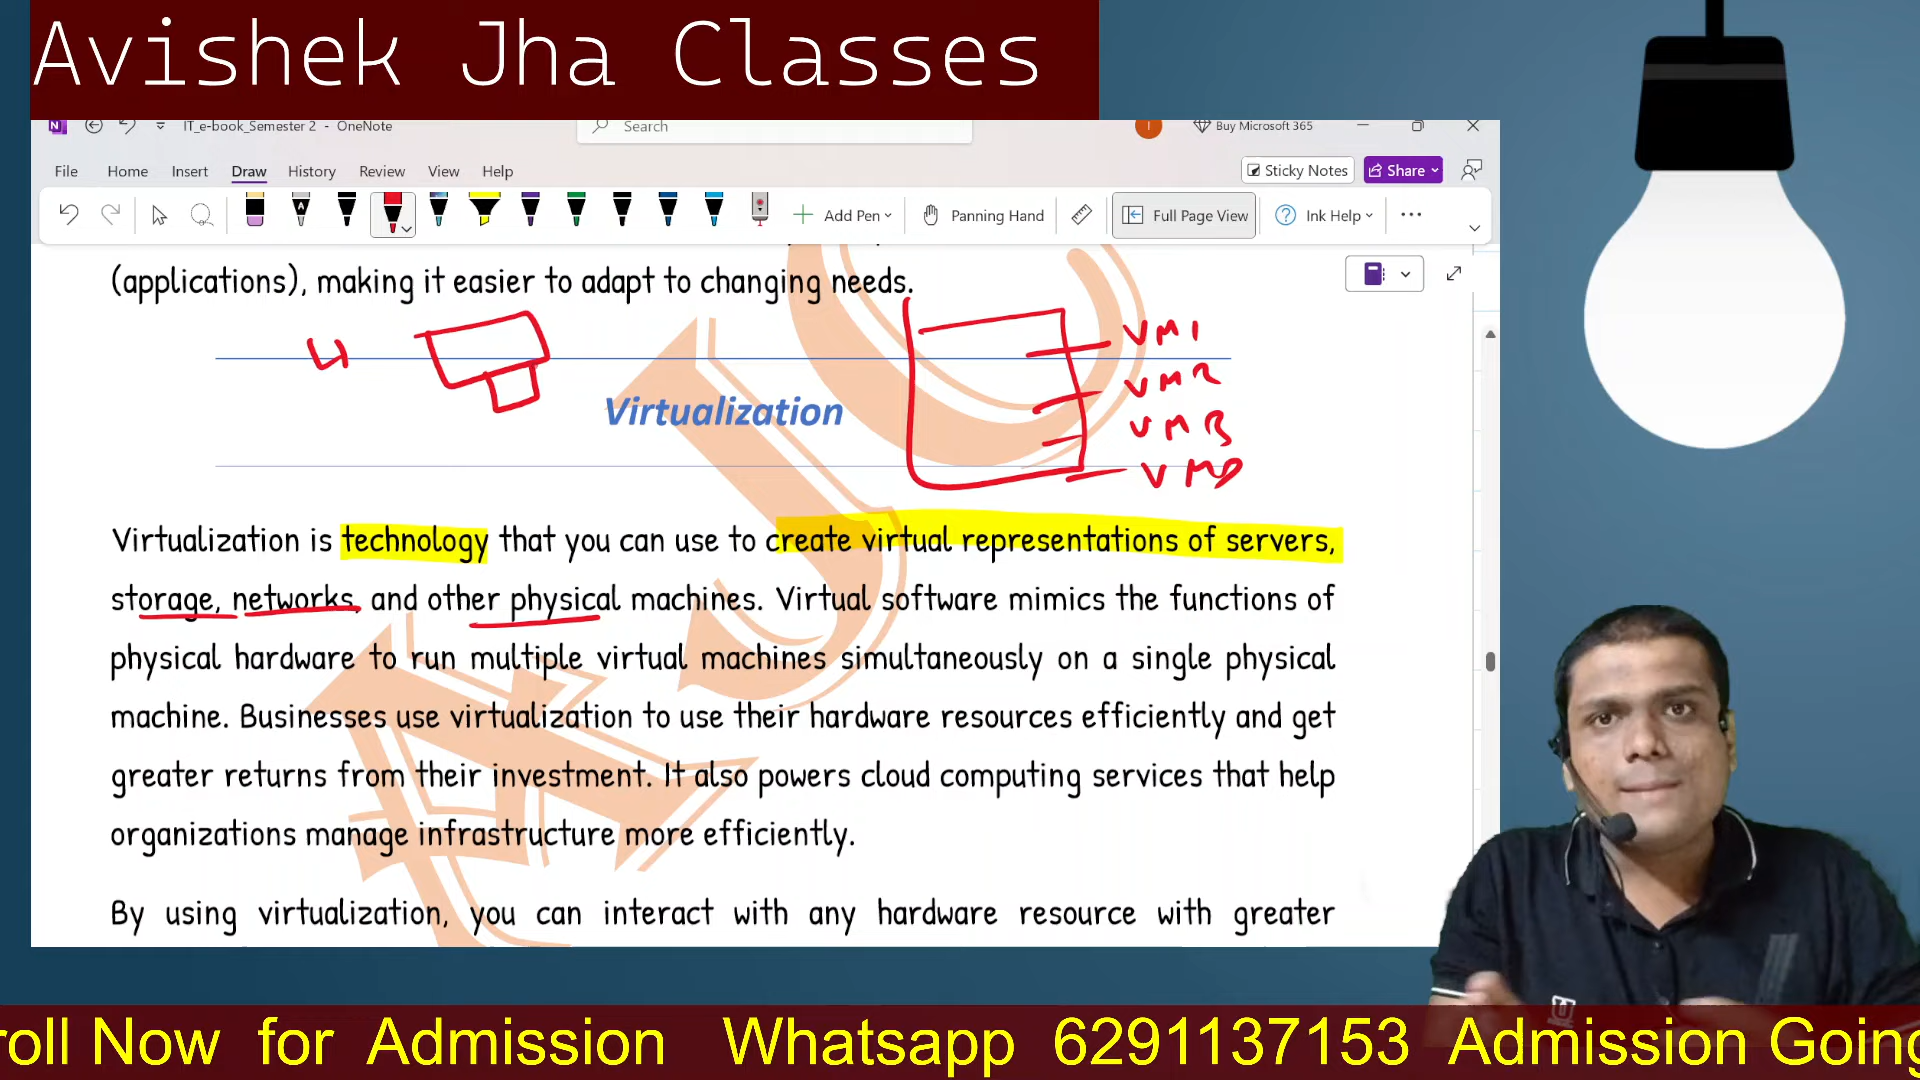 Avishek Jha Classes
IT_e-book_Semester 2 - OneNote
Search
I
Buy Microsoft 365
File Home Insert Draw History Review View Help
Sticky Notes
Share
Add Pen
Panning Hand
Full Page View
Ink Help
(applications), making it easier to adapt to changing needs.
4
VM1
VM2
VM3
Virtualization
Virtualization is technology that you can use to create virtual representations of servers,
storage, networks, and other physical machines. Virtual software mimics the functions of
physical hardware to run multiple virtual machines simultaneously on a single physical
machine. Businesses use virtualization to use their hardware resources efficiently and get
greater returns from their investment. It also powers cloud computing services that help
organizations manage infrastructure more efficiently.
By using virtualization, you can interact with any hardware resource with greater
roll Now for Admission Whatsapp 6291137153 Admission Going